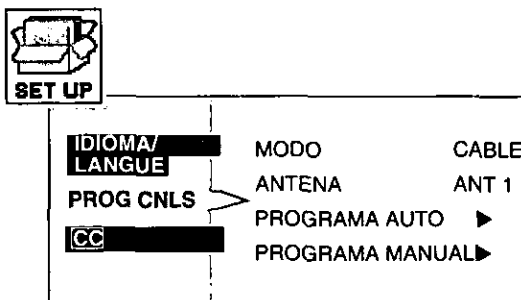 SET UP
IDIOMA/
LANGUE
PROG CNLS
CC
MODO CABLE
ANTENA ANT 1
PROGRAMA AUTO ▶
PROGRAMA MANUAL▶